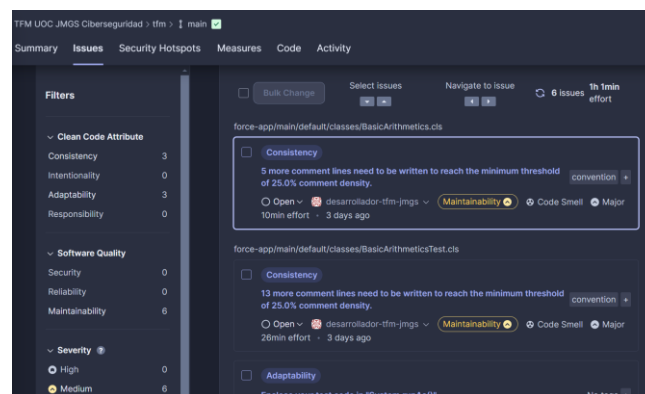 TFM UOC JMGS Ciberseguridad > tfm > main
Summary Issues Security Hotspots Measures Code Activity
Filters
Clean Code Attribute
Consistency 3
Intentionality 0
Adaptability 3
Responsibility 0
Software Quality
Security 0
Reliability 0
Maintainability 6
Severity ?
High 0
Medium 6
Bulk Change
Select issues
Navigate to issue
6 issues
1h 1min
effort
force-app/main/default/classes/BasicArithmetics.cls
Consistency
5 more comment lines need to be written to reach the minimum threshold
of 25.0% comment density.
convention +
Open desarrollador-tfm-jmgs Maintainability Code Smell Major
10min effort · 3 days ago
force-app/main/default/classes/BasicArithmeticsTest.cls
Consistency
13 more comment lines need to be written to reach the minimum threshold
of 25.0% comment density.
convention +
Open desarrollador-tfm-jmgs Maintainability Code Smell Major
26min effort · 3 days ago
Adaptability